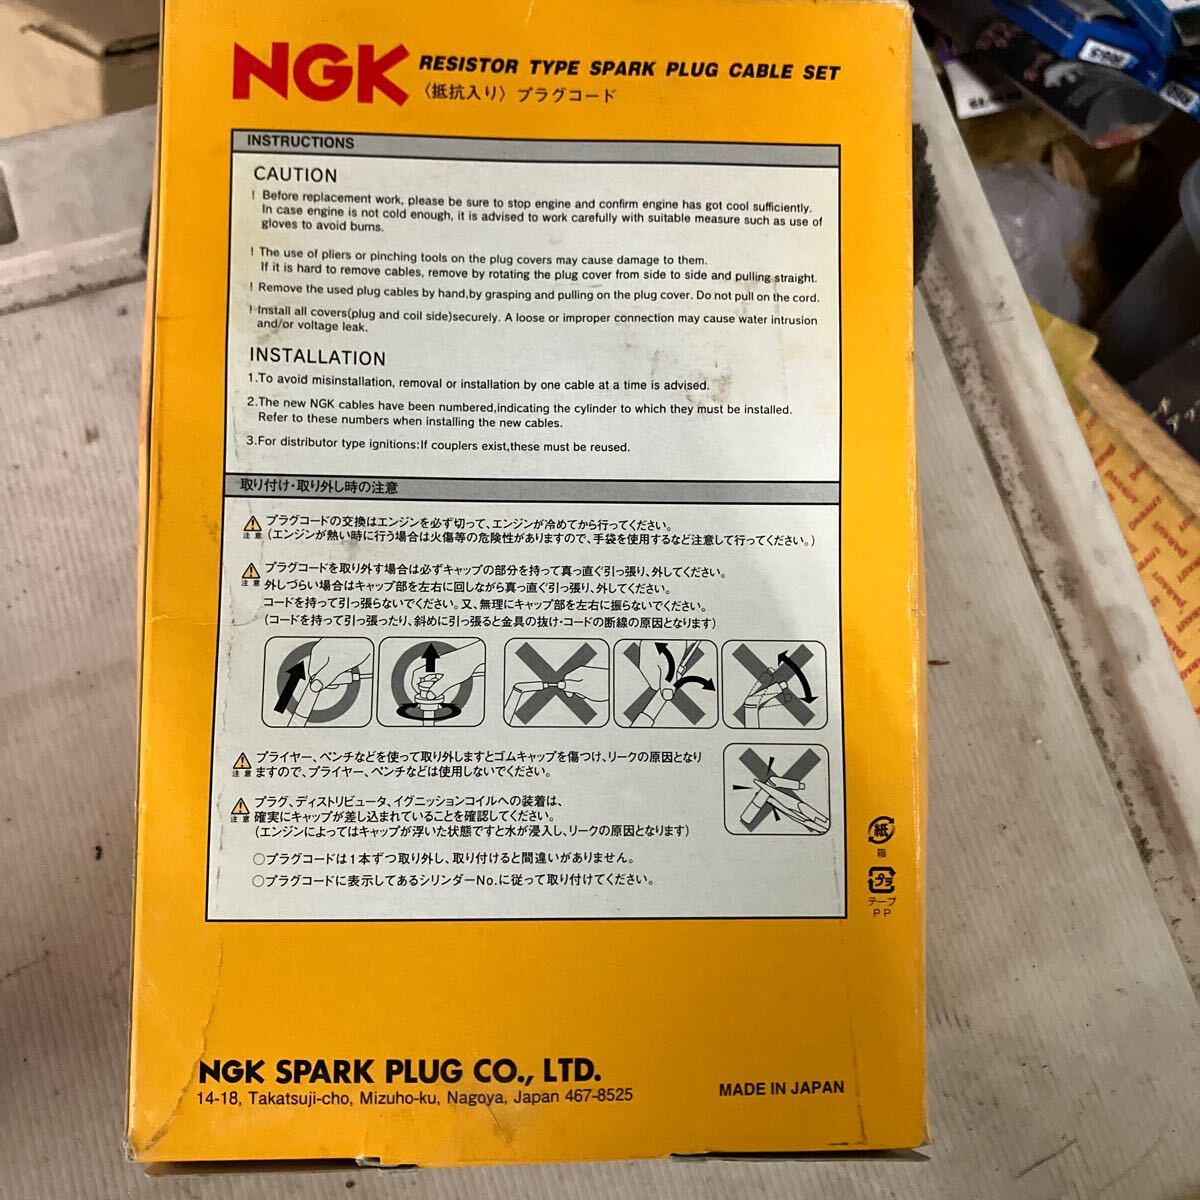 NGK RESISTOR TYPE SPARK PLUG CABLE SET
〈抵抗入り〉プラグコード
INSTRUCTIONS
CAUTION
! Before replacement work, please be sure to stop engine and confirm engine has got cool sufficiently.
In case engine is not cold enough, it is advised to work carefully with suitable measure such as use of
gloves to avoid burns.
! The use of pliers or pinching tools on the plug covers may cause damage to them.
If it is hard to remove cables, remove by rotating the plug cover from side to side and pulling straight.
! Remove the used plug cables by hand,by grasping and pulling on the plug cover. Do not pull on the cord.
! Install all covers(plug and coil side)securely. A loose or improper connection may cause water intrusion
and/or voltage leak.
INSTALLATION
1.To avoid misinstallation, removal or installation by one cable at a time is advised.
2.The new NGK cables have been numbered,indicating the cylinder to which they must be installed.
Refer to these numbers when installing the new cables.
3.For distributor type ignitions:If couplers exist,these must be reused.
取り付け・取り外し時の注意
注意 プラグコードの交換はエンジンを必ず切って、エンジンが冷めてから行ってください。
(エンジンが熱い時に行う場合は火傷等の危険性がありますので、手袋を使用するなど注意して行ってください。)
注意 プラグコードを取り外す場合は必ずキャップの部分を持って真っ直ぐ引っ張り、外してください。
外しづらい場合はキャップ部を左右に回しながら真っ直ぐ引っ張り、外してください。
コードを持って引っ張らないでください。又、無理にキャップ部を左右に振らないでください。
(コードを持って引っ張ったり、斜めに引っ張ると金具の抜け・コードの断線の原因となります)
注意 プライヤー、ペンチなどを使って取り外しますとゴムキャップを傷つけ、リークの原因となり
ますので、プライヤー、ペンチなどは使用しないでください。
注意 プラグ、ディストリビュータ、イグニッションコイルへの装着は、
確実にキャップが差し込まれていることを確認してください。
(エンジンによってはキャップが浮いた状態ですと水が浸入し、リークの原因となります)
○プラグコードは1本ずつ取り外し、取り付けると間違いがありません。
○プラグコードに表示してあるシリンダーNo.に従って取り付けてください。
紙
箱
プラ
テープ
PP
NGK SPARK PLUG CO., LTD.
14-18, Takatsuji-cho, Mizuho-ku, Nagoya, Japan 467-8525
MADE IN JAPAN